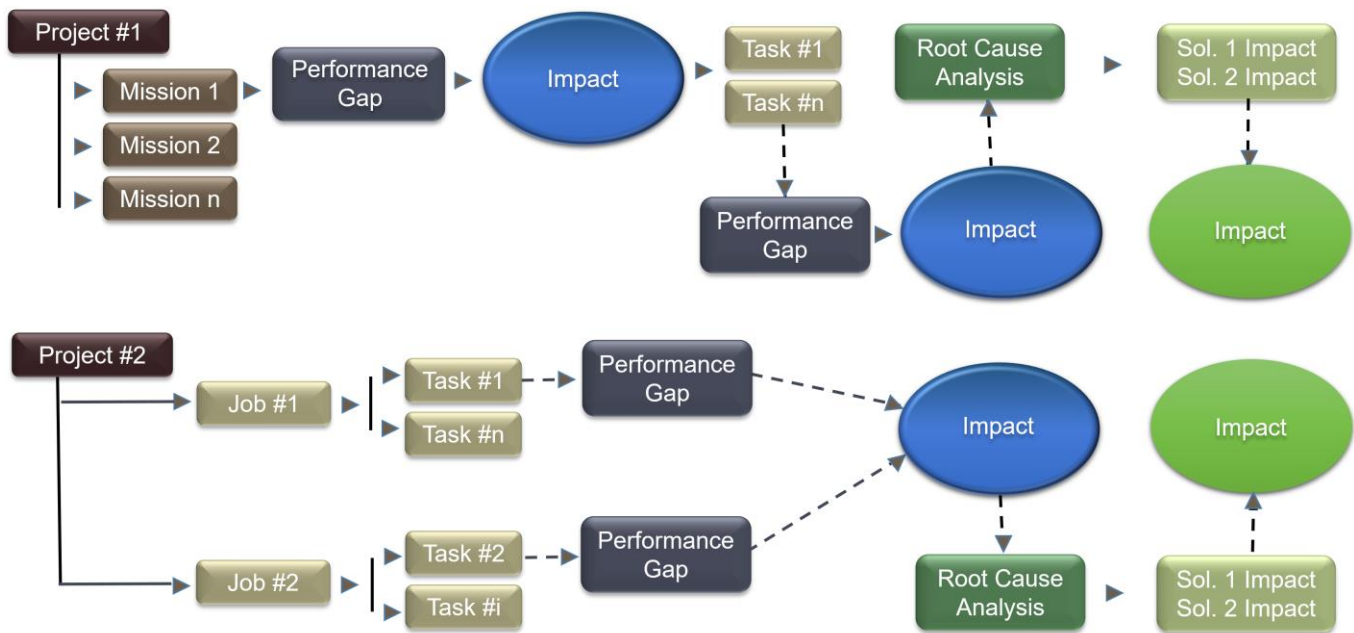 Project #1
Mission 1
Mission 2
Mission n
Performance
Gap
Impact
Task #1
Task #n
Performance
Gap
Impact
Root Cause
Analysis
Sol. 1 Impact
Sol. 2 Impact
Impact
Project #2
Job #1
Task #1
Task #n
Performance
Gap
Job #2
Task #2
Task #i
Performance
Gap
Impact
Root Cause
Analysis
Sol. 1 Impact
Sol. 2 Impact
Impact